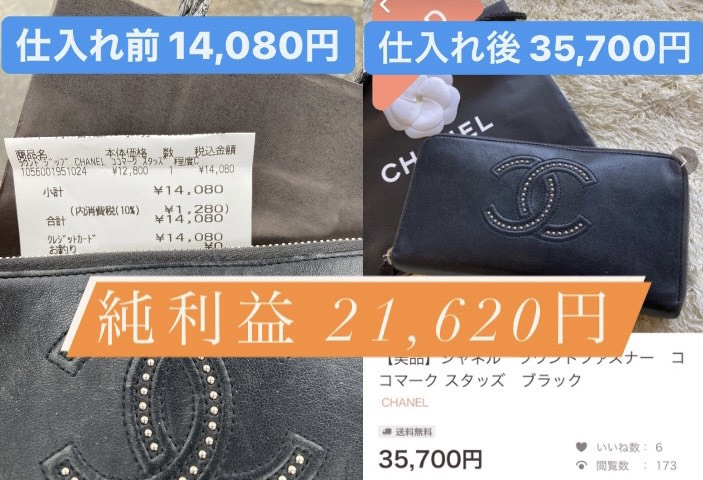 仕入れ前 14,080円
仕入れ後 35,700円
商品名 本体価格 数 税込金額
ラウンドジップ CHANEL ココマーク スタッズ 程度C
1056001951024 ¥12,800 1 ¥14,080
小計 ¥14,080
(内消費税(10%) ¥1,280)
合計 ¥14,080
クレジットカード ¥14,080
お釣り ¥0
CHANEL
純利益 21,620円
【美品】シャネル ラウンドファスナー コ
コマーク スタッズ ブラック
CHANEL
送料無料
35,700円
いいね数： 6
閲覧数 ： 173